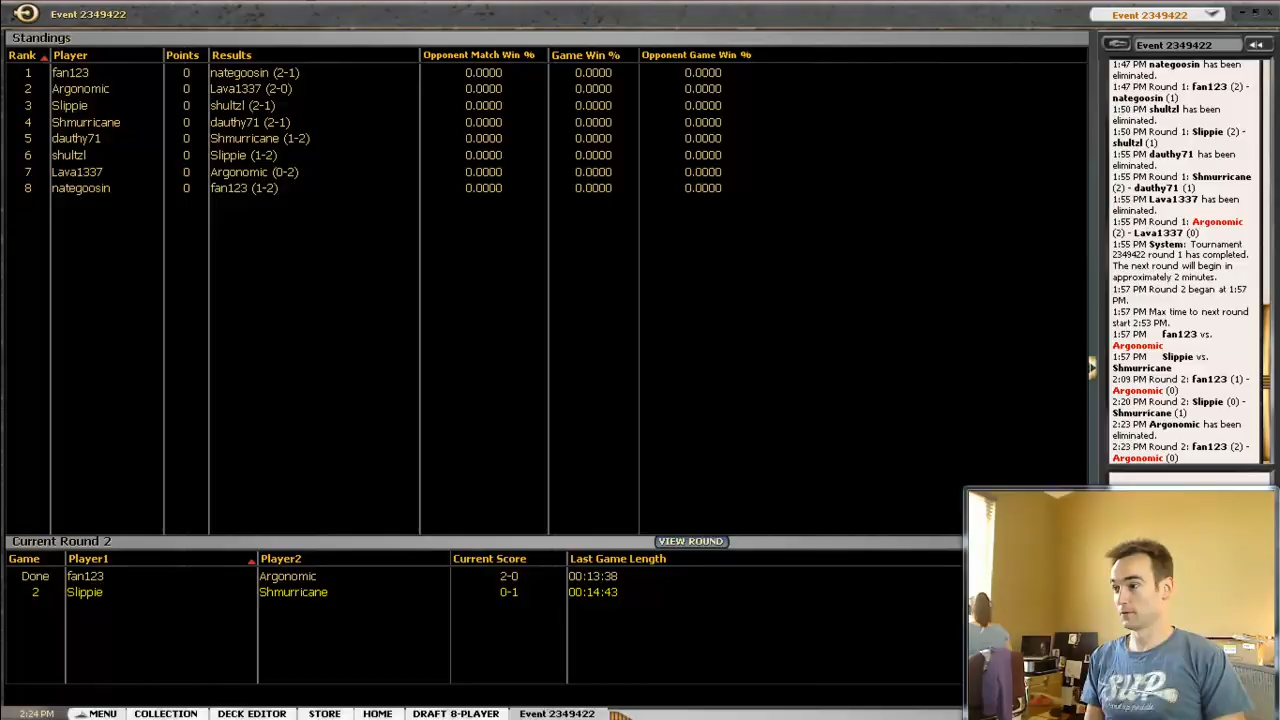 Event 2349422
Event 2349422
Standings
Rank Player Points Results Opponent Match Win % Game Win % Opponent Game Win %
1 fan123 0 nategoosin (2-1) 0.0000 0.0000 0.0000
2 Argonomic 0 Lava1337 (2-0) 0.0000 0.0000 0.0000
3 Slippie 0 shultzl (2-1) 0.0000 0.0000 0.0000
4 Shmurricane 0 dauthy71 (2-1) 0.0000 0.0000 0.0000
5 dauthy71 0 Shmurricane (1-2) 0.0000 0.0000 0.0000
6 shultzl 0 Slippie (1-2) 0.0000 0.0000 0.0000
7 Lava1337 0 Argonomic (0-2) 0.0000 0.0000 0.0000
8 nategoosin 0 fan123 (1-2) 0.0000 0.0000 0.0000
Event 2349422
1:47 PM nategoosin has been
eliminated.
1:47 PM Round 1: fan123 (2) -
nategoosin (1)
1:50 PM shultzl has been
eliminated.
1:50 PM Round 1: Slippie (2) -
shultzl (1)
1:55 PM dauthy71 has been
eliminated.
1:55 PM Round 1: Shmurricane
(2) - dauthy71 (1)
1:55 PM Lava1337 has been
eliminated.
1:55 PM Round 1: Argonomic
(2) - Lava1337 (0)
1:55 PM System: Tournament
2349422 round 1 has completed.
The next round will begin in
approximately 2 minutes.
1:57 PM Round 2 began at 1:57
PM.
1:57 PM Max time to next round
start 2:53 PM.
1:57 PM fan123 vs.
Argonomic
1:57 PM Slippie vs.
Shmurricane
2:09 PM Round 2: fan123 (1) -
Argonomic (0)
2:20 PM Round 2: Slippie (0) -
Shmurricane (1)
2:23 PM Argonomic has been
eliminated.
2:23 PM Round 2: fan123 (2) -
Argonomic (0)
Current Round 2 VIEW ROUND
Game Player1 Player2 Current Score Last Game Length
Done fan123 Argonomic 2-0 00:13:38
2 Slippie Shmurricane 0-1 00:14:43
2:24 PM MENU COLLECTION DECK EDITOR STORE HOME DRAFT 8-PLAYER Event 2349422